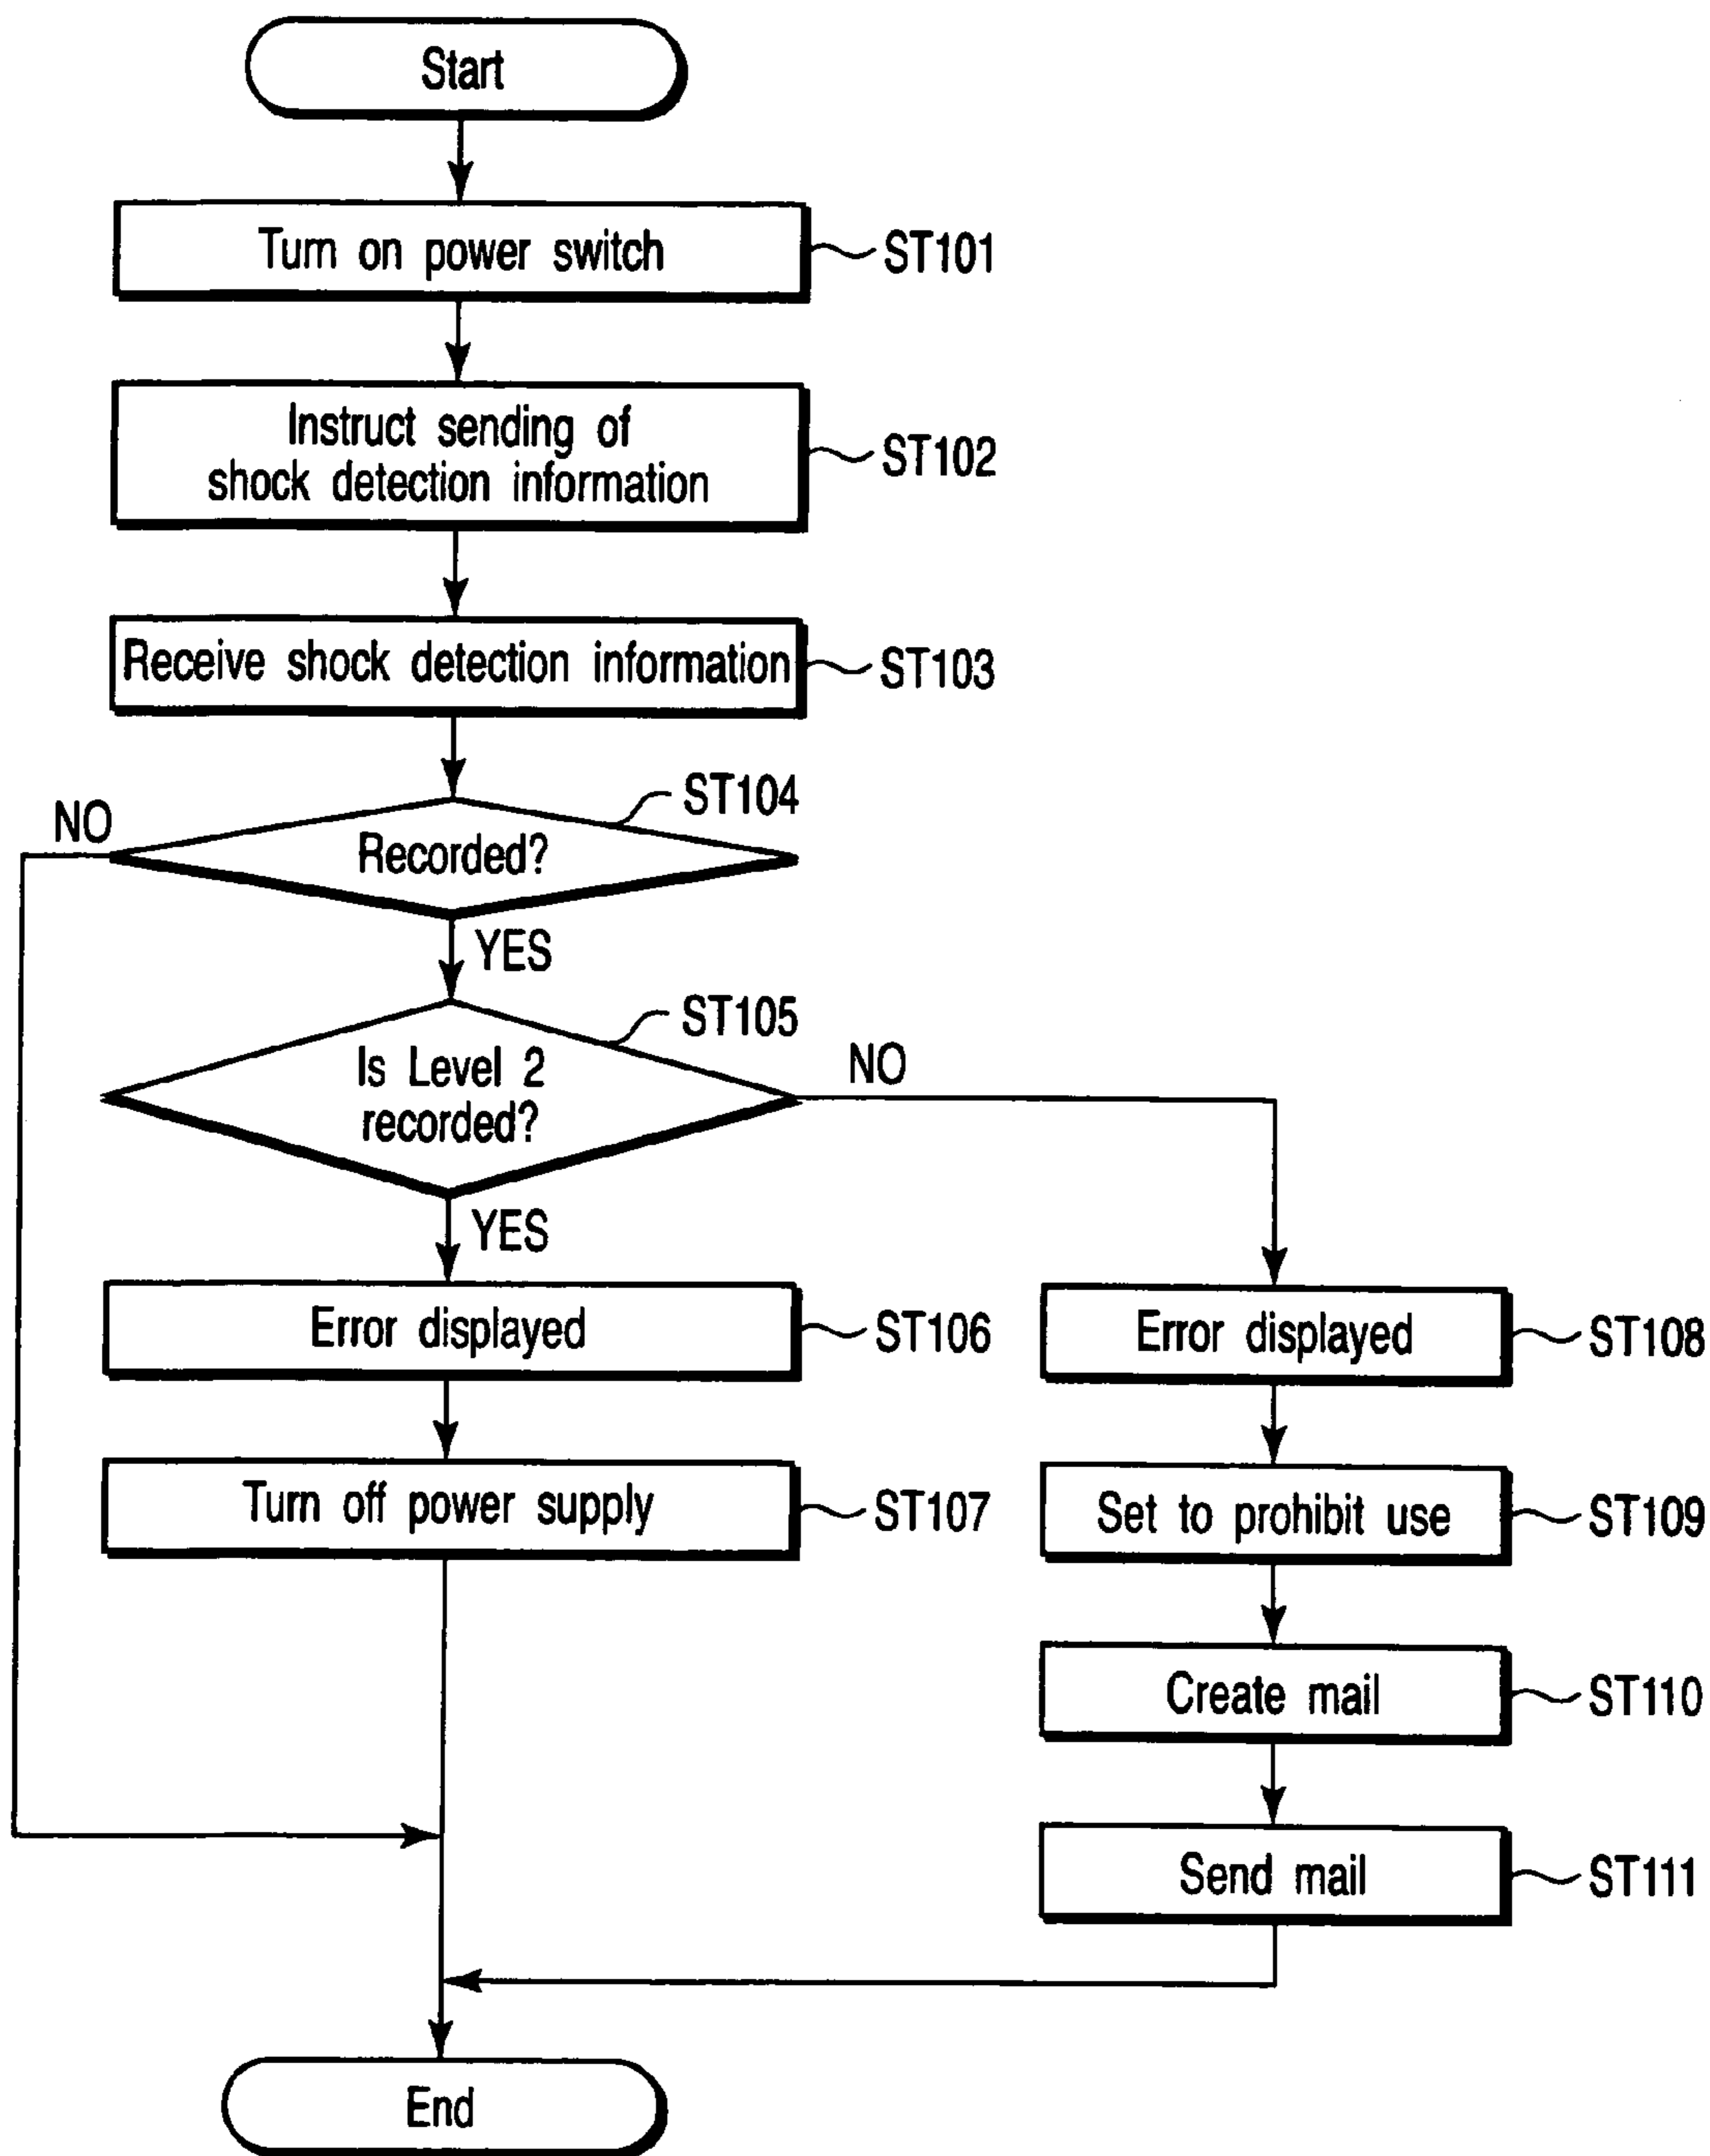 Start
Turn on power switch
ST101
Instruct sending of
shock detection information
ST102
Receive shock detection information
ST103
ST104
NO
Recorded?
YES
ST105
Is Level 2
recorded?
NO
YES
Error displayed
ST106
Turn off power supply
ST107
Error displayed
ST108
Set to prohibit use
ST109
Create mail
ST110
Send mail
ST111
End